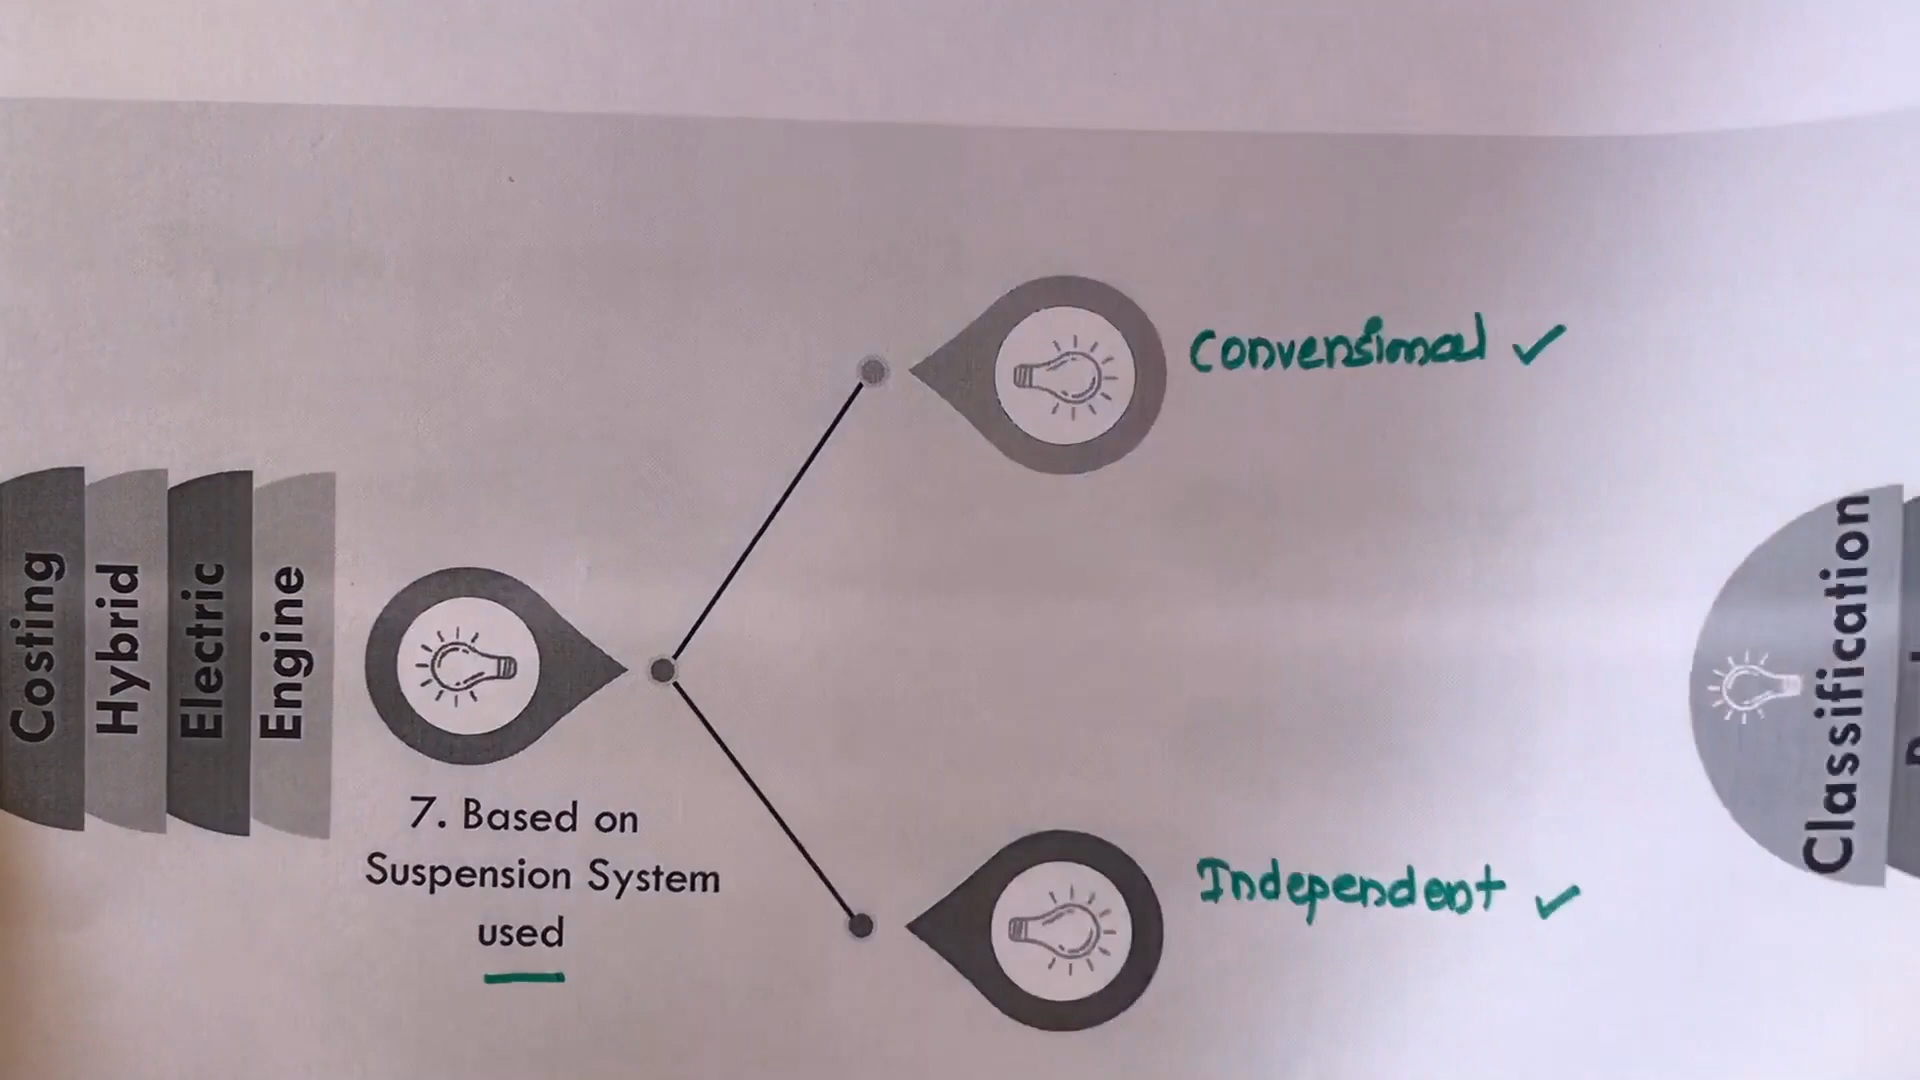 Costing
Hybrid
Electric
Engine
7. Based on
Suspension System
used
Convensional ✓
Independent ✓
Classification